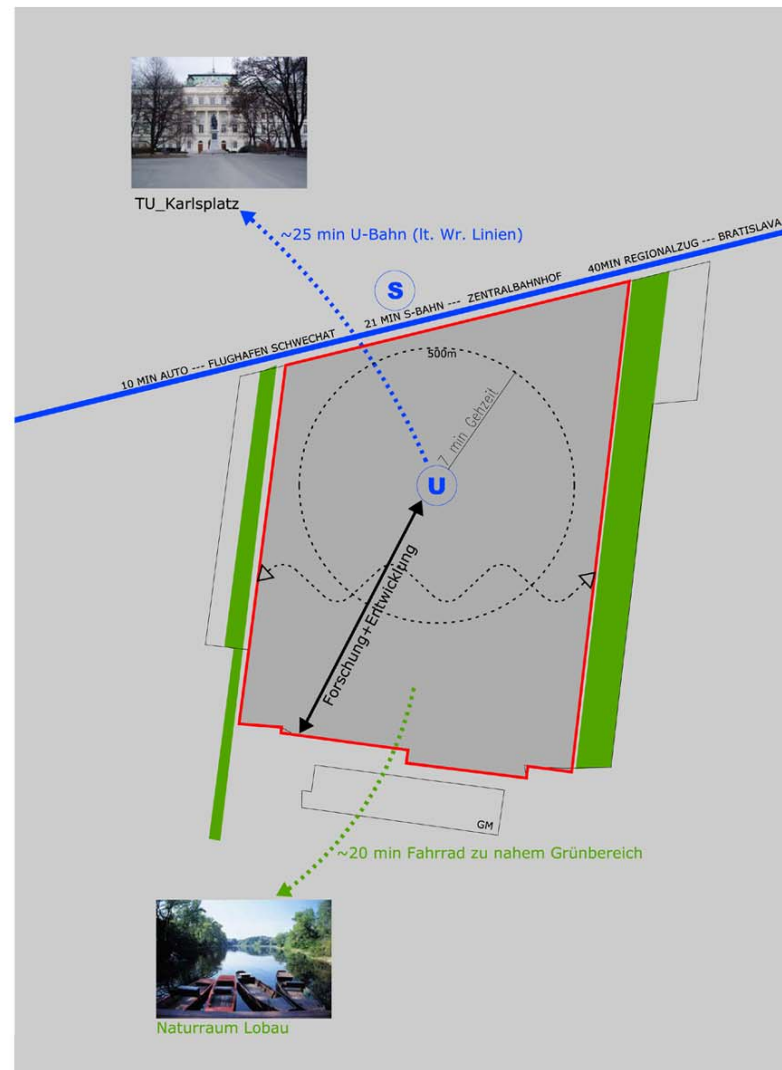 TU_Karlsplatz
~25 min U-Bahn (lt. Wr. Linien)
S
10 MIN AUTO --- FLUGHAFEN SCHWECHAT
21 MIN S-BAHN --- ZENTRALBAHNHOF
40MIN REGIONALZUG --- BRATISLAVA
500m
7 min Gehzeit
U
Forschung+Entwicklung
GM
~20 min Fahrrad zu nahem Grünbereich
Naturraum Lobau